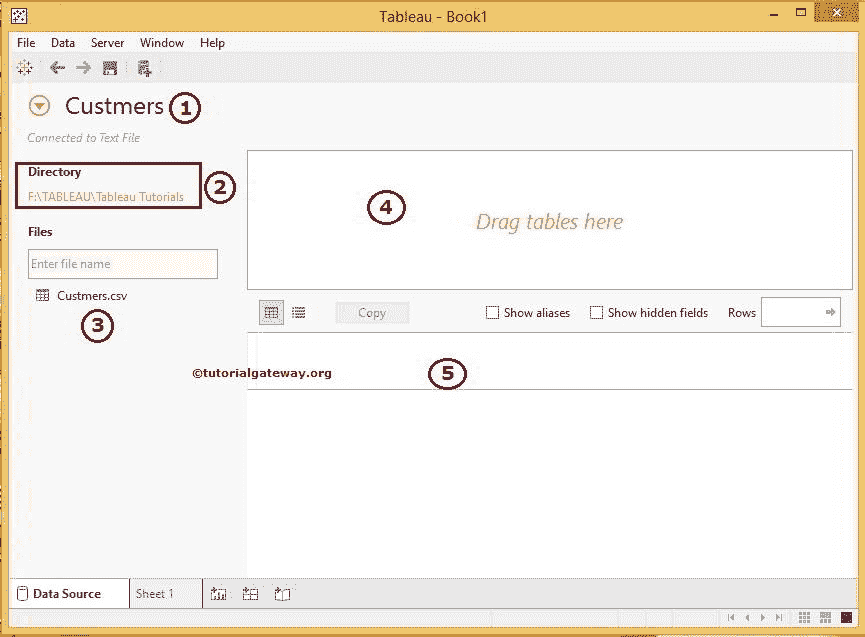 Tableau - Book1
File Data Server Window Help
Custmers 1
Connected to Text File
Directory
F:\TABLEAU\Tableau Tutorials
2
4
Drag tables here
Files
Enter file name
Custmers.csv
3
Copy Show aliases Show hidden fields Rows
©tutorialgateway.org
5
Data Source Sheet 1